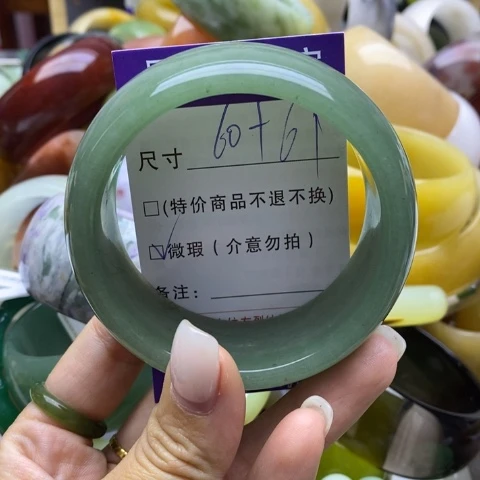 尺寸 60+6↑
□(特价商品不退不换)
☑微瑕(介意勿拍)
备注：